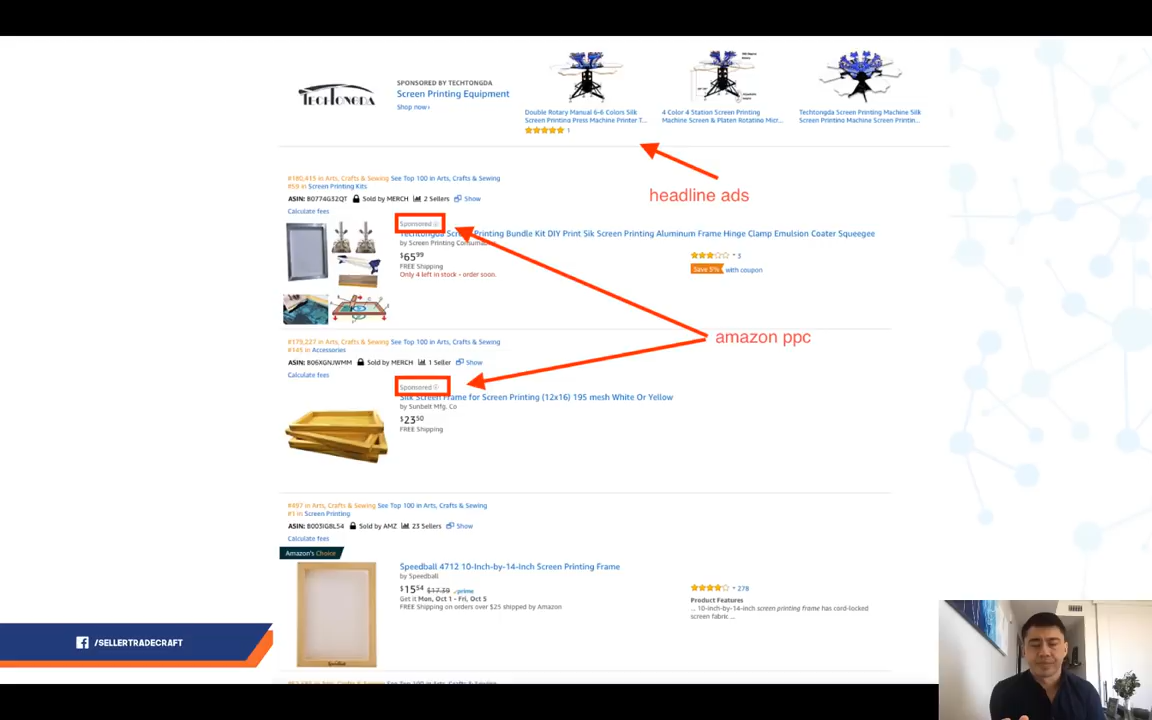 TECHTONGDA
SPONSORED BY TECHTONGDA
Screen Printing Equipment
Shop now ›
Double Rotary Manual 6-6 Colors Silk
Screen Printing Press Machine Printer T...
1
4 Color 4 Station Screen Printing
Machine Screen & Platen Rotating Micr...
Techtongda Screen Printing Machine Silk
Screen Printing Machine Screen Printin...
headline ads
#180,415 in Arts, Crafts & Sewing See Top 100 in Arts, Crafts & Sewing
#58 in Screen Printing Kits
ASIN: B0774G52QT Sold by MERCH 2 Sellers Show
Calculate fees
Sponsored
Techtongda Screen Printing Bundle Kit DIY Print Sik Screen Printing Aluminum Frame Hinge Clamp Emulsion Coater Squeegee
by Screen Printing
$65.99
FREE Shipping
Only 4 left in stock - order soon.
3
Save 5% with coupon
amazon ppc
#179,227 in Arts, Crafts & Sewing See Top 100 in Arts, Crafts & Sewing
#145 in Accessories
ASIN: B06XGNJWMM Sold by MERCH 1 Seller Show
Calculate fees
Sponsored
Silk Screen Frame for Screen Printing (12x16) 195 mesh White Or Yellow
by Sunbelt Mfg. Co
$23.50
FREE Shipping
#497 in Arts, Crafts & Sewing See Top 100 in Arts, Crafts & Sewing
#1 in Screen Printing
ASIN: B003IGBL54 Sold by AMZ 23 Sellers Show
Calculate fees
Amazon's Choice
Speedball 4712 10-Inch-by-14-Inch Screen Printing Frame
by Speedball
$15.54 $17.39 prime
Get it Mon, Oct 1 - Fri, Oct 5
FREE Shipping on orders over $25 shipped by Amazon
278
Product Features
... 10-inch-by-14-inch screen printing frame has cord-locked
screen fabric ...
Speedball
/SELLERTRADECRAFT